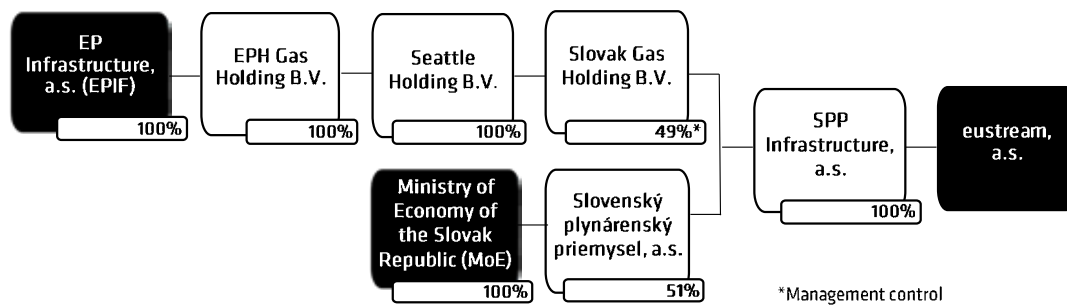 EP
Infrastructure,
a.s. (EPIF)
100%
EPH Gas
Holding B.V.
100%
Seattle
Holding B.V.
100%
Slovak Gas
Holding B.V.
49%*
Ministry of
Economy of
the Slovak
Republic (MoE)
100%
Slovenský
plynárenský
priemysel, a.s.
51%
SPP
Infrastructure,
a.s.
100%
eustream,
a.s.
*Management control